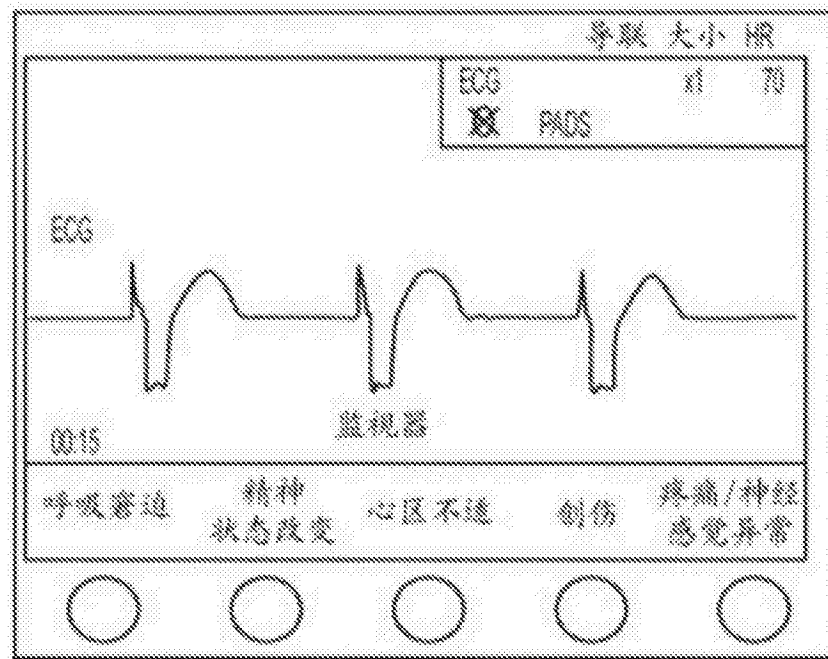 导联 大小 HR
ECG x1 70
PADS
ECG
监视器
00:15
呼吸窘迫
精神
状态改变
心区不适
创伤
疼痛/神经
感觉异常